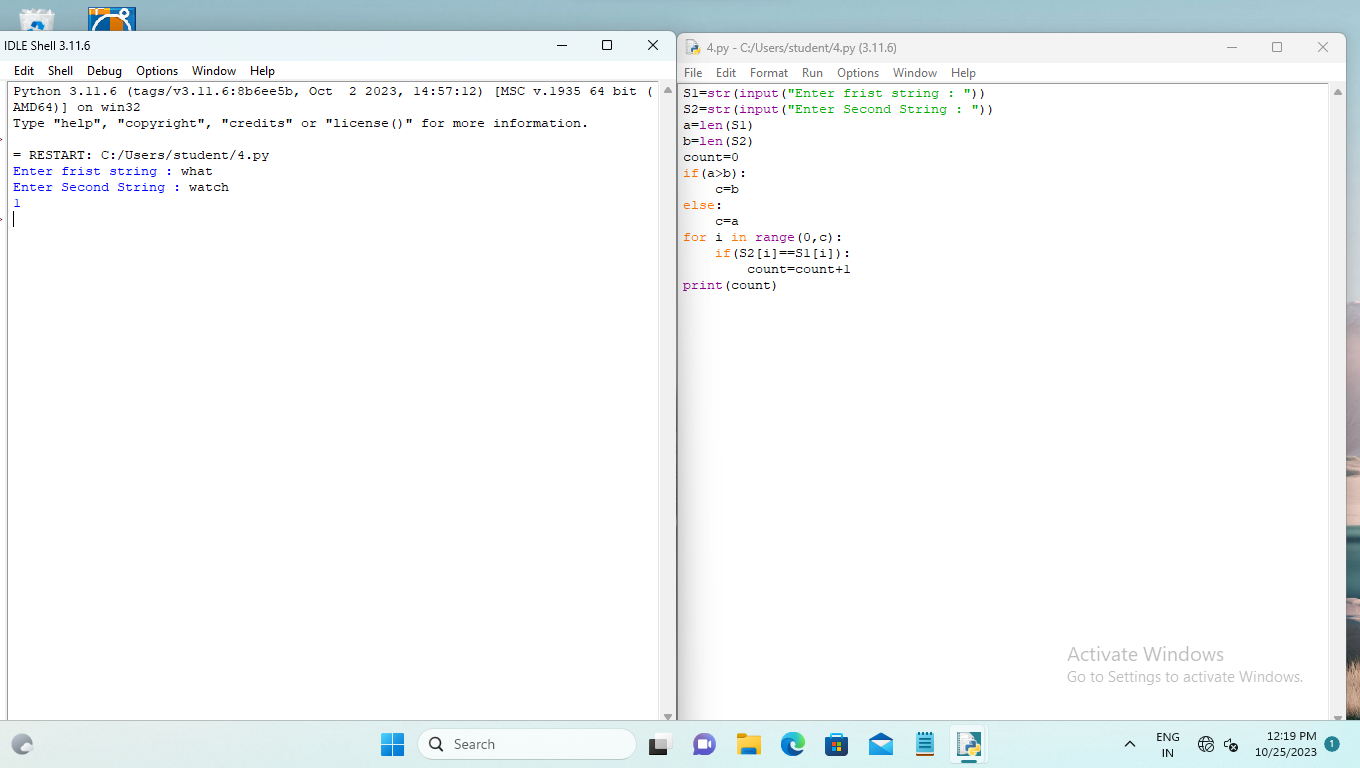 IDLE Shell 3.11.6
Edit Shell Debug Options Window Help
Python 3.11.6 (tags/v3.11.6:8b6ee5b, Oct  2 2023, 14:57:12) [MSC v.1935 64 bit (
AMD64)] on win32
Type "help", "copyright", "credits" or "license()" for more information.
= RESTART: C:/Users/student/4.py
Enter frist string : what
Enter Second String : watch
1
4.py - C:/Users/student/4.py (3.11.6)
File Edit Format Run Options Window Help
S1=str(input("Enter frist string : "))
S2=str(input("Enter Second String : "))
a=len(S1)
b=len(S2)
count=0
if(a>b):
    c=b
else:
    c=a
for i in range(0,c):
    if(S2[i]==S1[i]):
        count=count+1
print(count)
Activate Windows
Go to Settings to activate Windows.
Search
ENG
IN
12:19 PM
10/25/2023
1